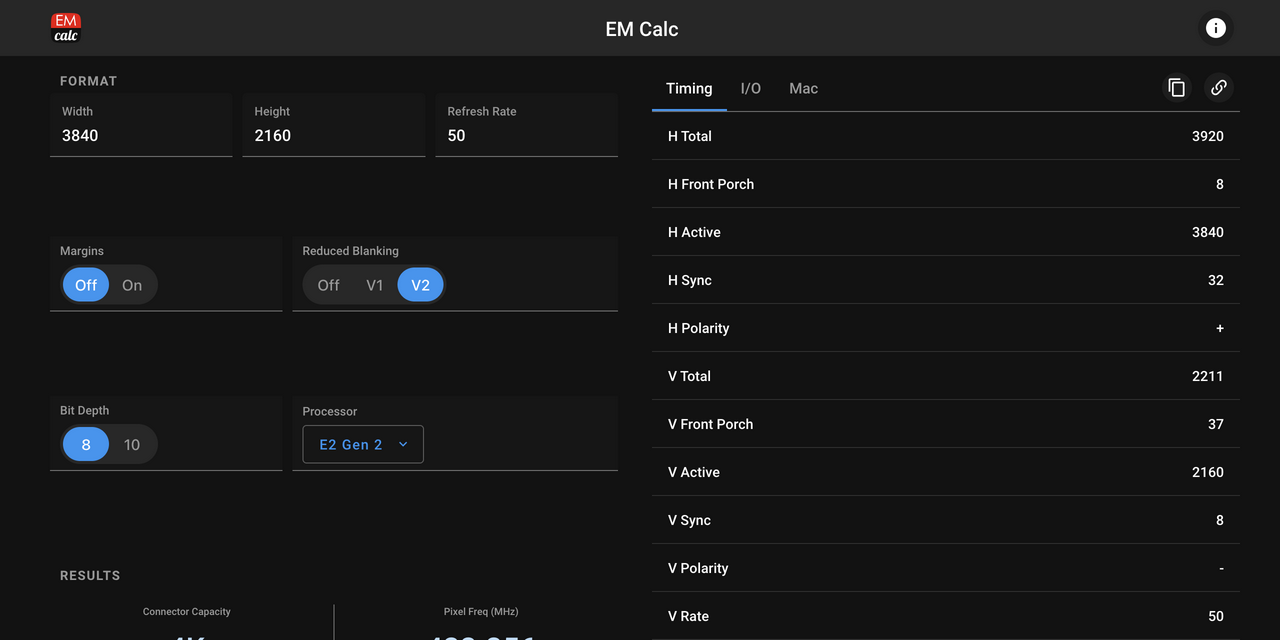 EM
calc
EM Calc
FORMAT
Width
3840
Height
2160
Refresh Rate
50
Margins
Off On
Reduced Blanking
Off V1 V2
Bit Depth
8 10
Processor
E2 Gen 2
RESULTS
Connector Capacity
Pixel Freq (MHz)
Timing I/O Mac
H Total 3920
H Front Porch 8
H Active 3840
H Sync 32
H Polarity +
V Total 2211
V Front Porch 37
V Active 2160
V Sync 8
V Polarity -
V Rate 50